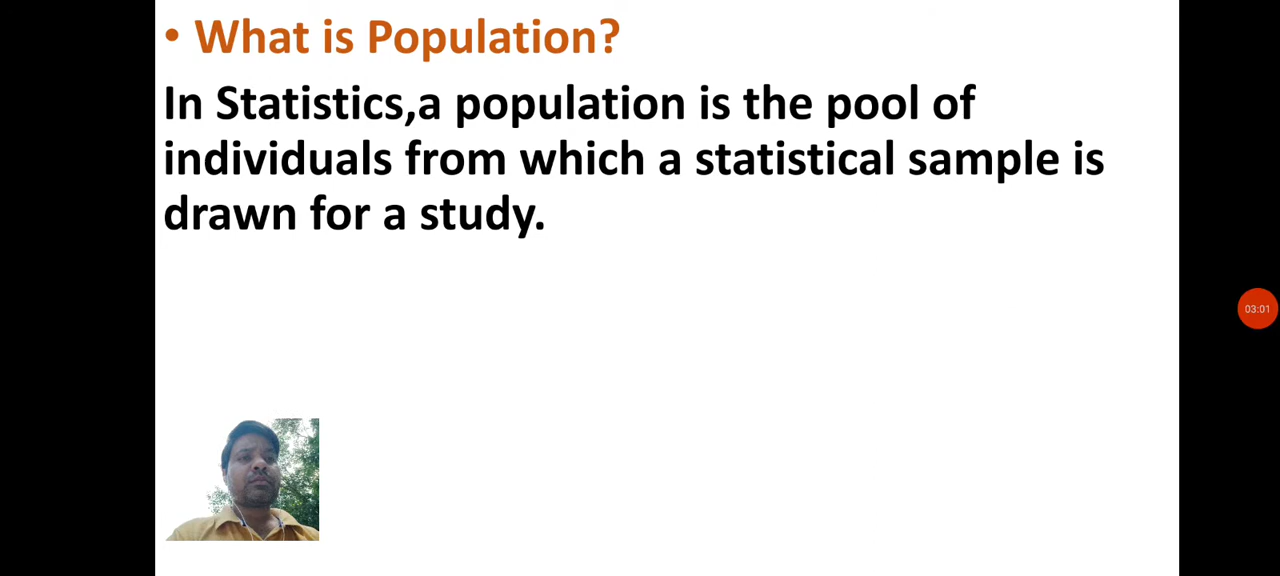 • What is Population?
In Statistics,a population is the pool of
individuals from which a statistical sample is
drawn for a study.
03:01